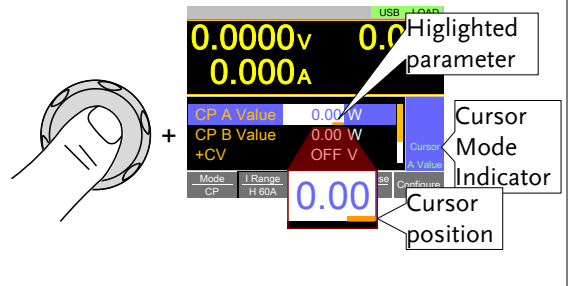 USB LOAD
0.0000V 0.0
0.000A
Higlighted
parameter
CP A Value 0.00 W
CP B Value 0.00 W
+CV OFF V
Cursor
A Value
Cursor
Mode
Indicator
+
Mode
CP
I Range
H 60A
Configure
0.00
Cursor
position